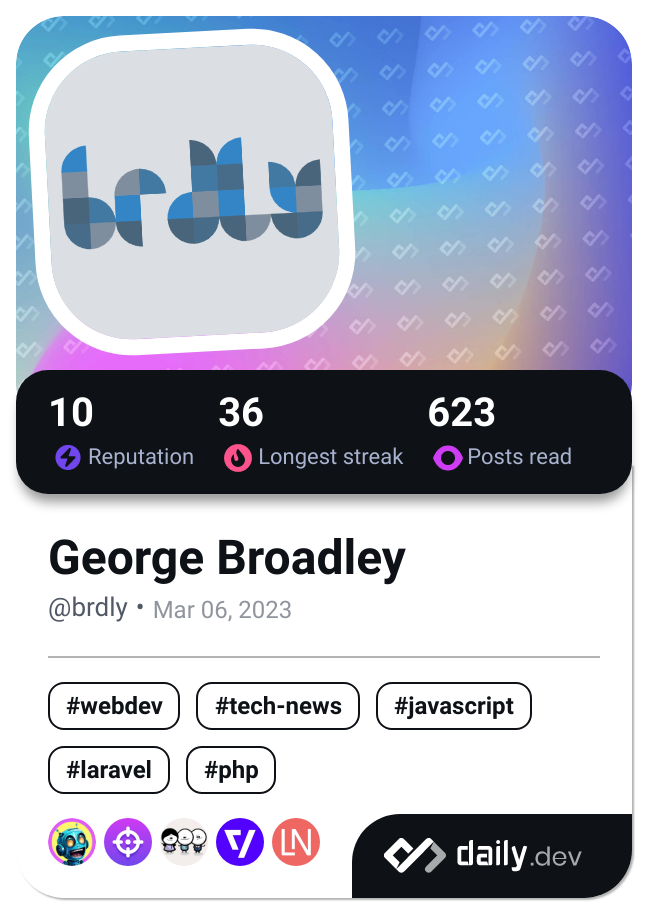 brdly
10 36 623
Reputation Longest streak Posts read
George Broadley
@brdly • Mar 06, 2023
#webdev #tech-news #javascript
#laravel #php
LN daily.dev